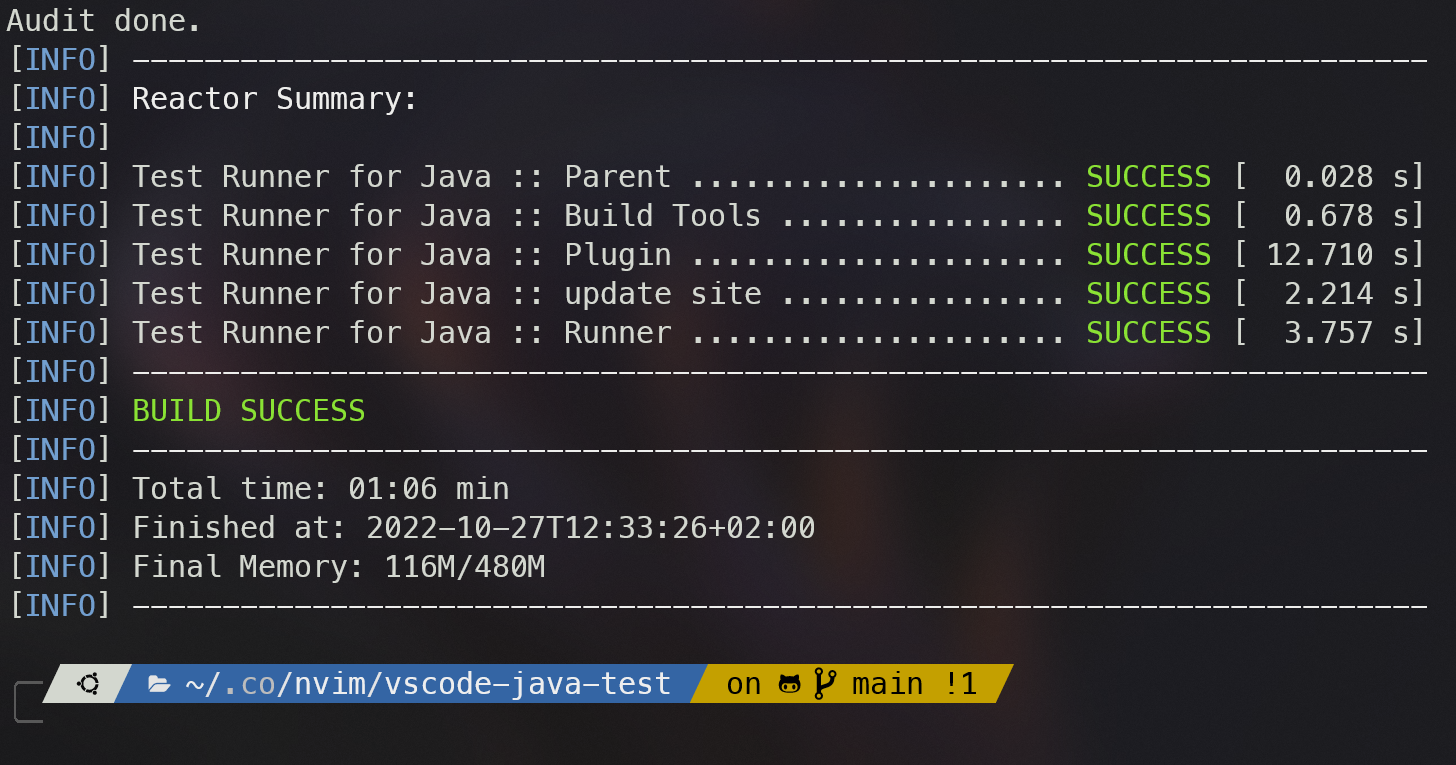 Audit done.
[INFO] ------------------------------------------------------------------------
[INFO] Reactor Summary:
[INFO]
[INFO] Test Runner for Java :: Parent ..................... SUCCESS [  0.028 s]
[INFO] Test Runner for Java :: Build Tools ................ SUCCESS [  0.678 s]
[INFO] Test Runner for Java :: Plugin ..................... SUCCESS [ 12.710 s]
[INFO] Test Runner for Java :: update site ................ SUCCESS [  2.214 s]
[INFO] Test Runner for Java :: Runner ..................... SUCCESS [  3.757 s]
[INFO] ------------------------------------------------------------------------
[INFO] BUILD SUCCESS
[INFO] ------------------------------------------------------------------------
[INFO] Total time: 01:06 min
[INFO] Finished at: 2022-10-27T12:33:26+02:00
[INFO] Final Memory: 116M/480M
[INFO] ------------------------------------------------------------------------
~/.co/nvim/vscode-java-test on main !1